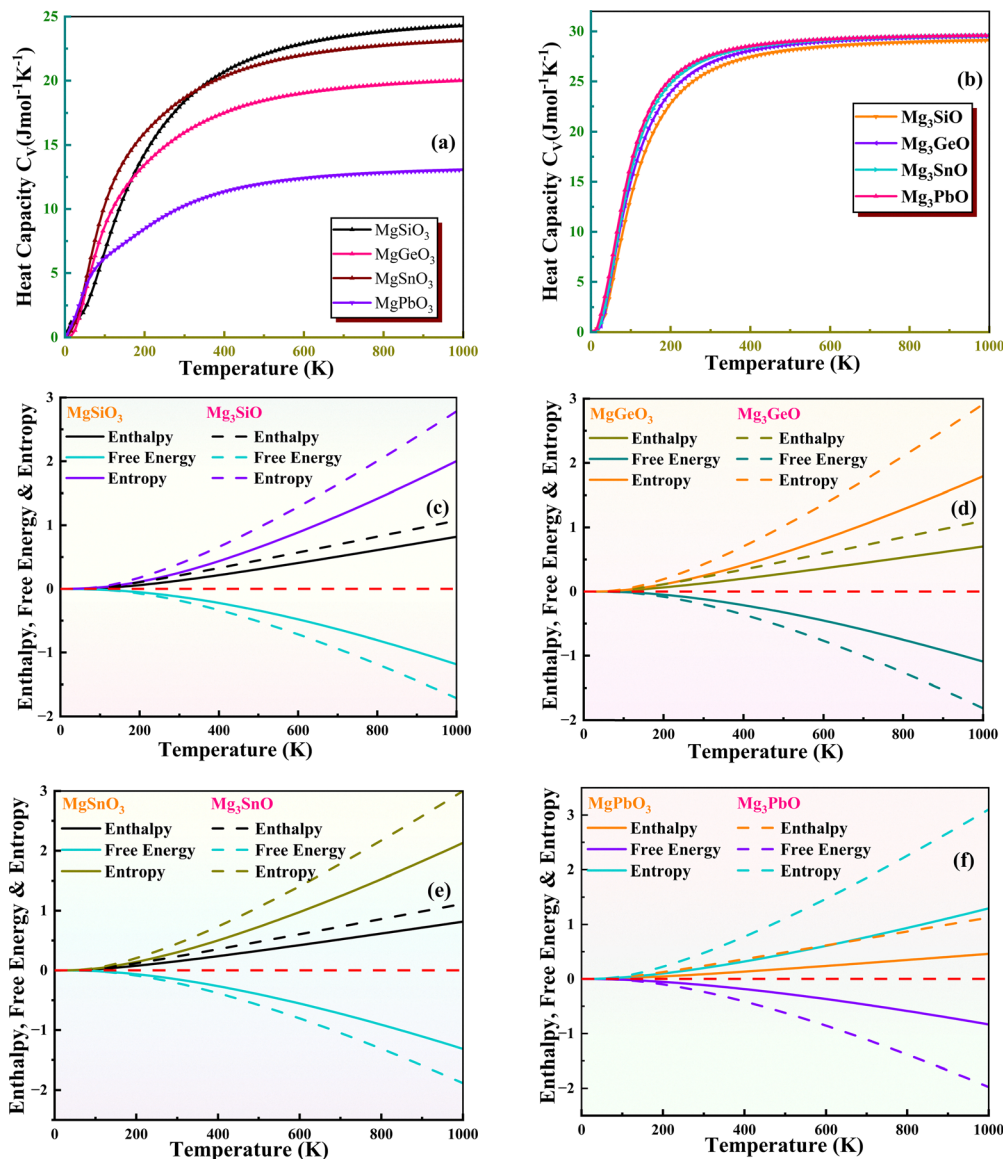 25
20
15
10
5
0
Heat Capacity C_V(Jmol⁻¹K⁻¹)
(a)
MgSiO₃
MgGeO₃
MgSnO₃
MgPbO₃
0 200 400 600 800 1000
Temperature (K)
30
25
20
15
10
5
0
Heat Capacity C_V(Jmol⁻¹K⁻¹)
(b)
Mg₃SiO
Mg₃GeO
Mg₃SnO
Mg₃PbO
0 200 400 600 800 1000
Temperature (K)
3
2
1
0
−1
−2
Enthalpy, Free Energy & Entropy
MgSiO₃ Mg₃SiO
Enthalpy Enthalpy
Free Energy Free Energy
Entropy Entropy
(c)
0 200 400 600 800 1000
Temperature (K)
3
2
1
0
−1
−2
Enthalpy, Free Energy & Entropy
MgGeO₃ Mg₃GeO
Enthalpy Enthalpy
Free Energy Free Energy
Entropy Entropy
(d)
0 200 400 600 800 1000
Temperature (K)
3
2
1
0
−1
−2
Enthalpy, Free Energy & Entropy
MgSnO₃ Mg₃SnO
Enthalpy Enthalpy
Free Energy Free Energy
Entropy Entropy
(e)
0 200 400 600 800 1000
Temperature (K)
3
2
1
0
−1
−2
Enthalpy, Free Energy & Entropy
MgPbO₃ Mg₃PbO
Enthalpy Enthalpy
Free Energy Free Energy
Entropy Entropy
(f)
0 200 400 600 800 1000
Temperature (K)